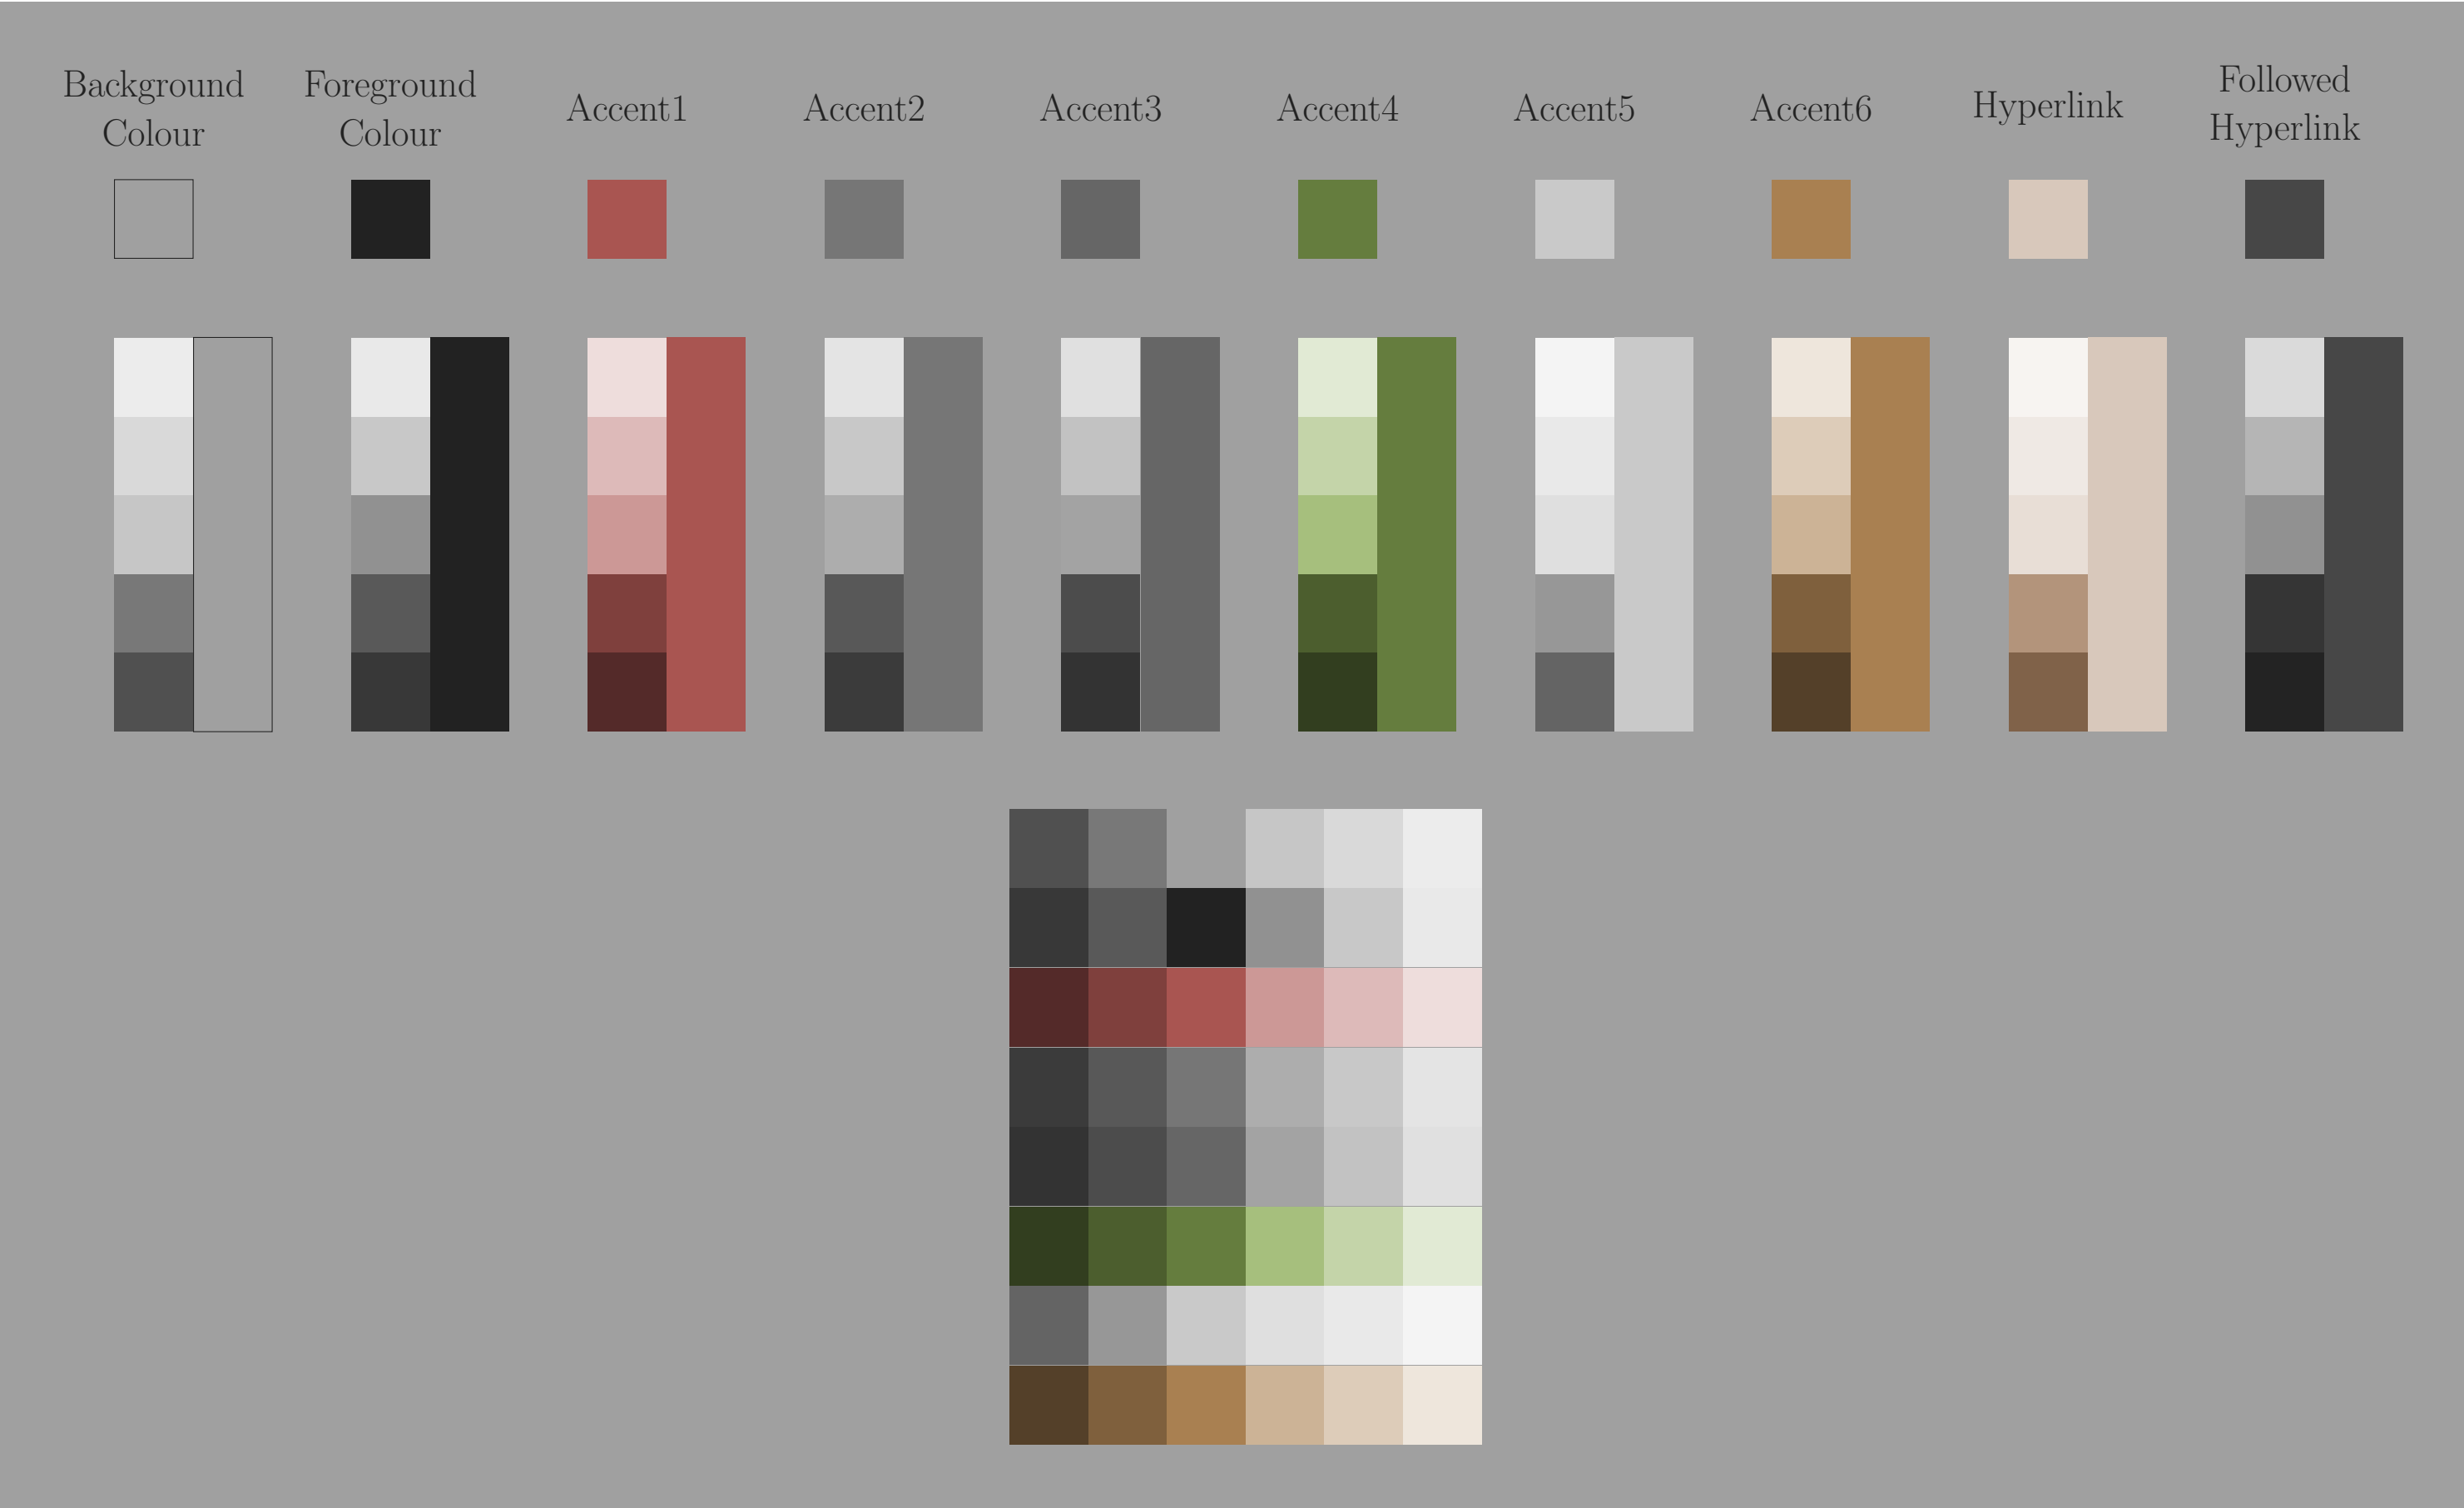 Background
Colour
Foreground
Colour
Accent1
Accent2
Accent3
Accent4
Accent5
Accent6
Hyperlink
Followed
Hyperlink